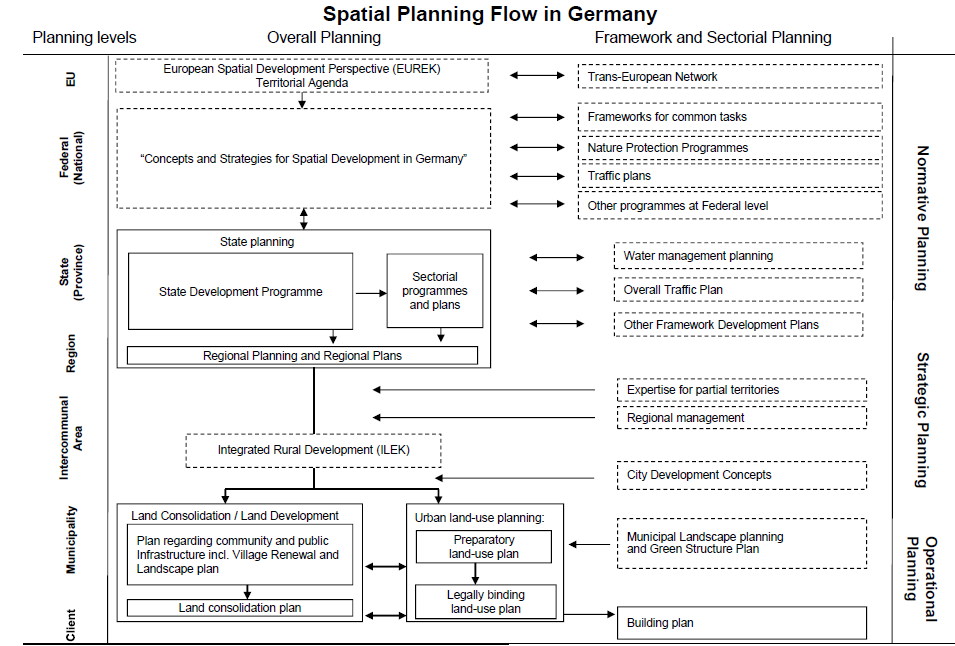 Spatial Planning Flow in Germany
Planning levels
Overall Planning
Framework and Sectorial Planning
EU
European Spatial Development Perspective (EUREK)
Territorial Agenda
Trans-European Network
Federal
(National)
"Concepts and Strategies for Spatial Development in Germany"
Frameworks for common tasks
Nature Protection Programmes
Traffic plans
Other programmes at Federal level
Normative Planning
State
(Province)
State planning
State Development Programme
Sectorial
programmes
and plans
Water management planning
Overall Traffic Plan
Other Framework Development Plans
Region
Regional Planning and Regional Plans
Strategic Planning
Expertise for partial territories
Regional management
Intercommunal
Area
Integrated Rural Development (ILEK)
City Development Concepts
Municipality
Land Consolidation / Land Development
Plan regarding community and public
Infrastructure incl. Village Renewal and
Landscape plan
Land consolidation plan
Urban land-use planning:
Preparatory
land-use plan
Legally binding
land-use plan
Municipal Landscape planning
and Green Structure Plan
Operational
Planning
Client
Building plan